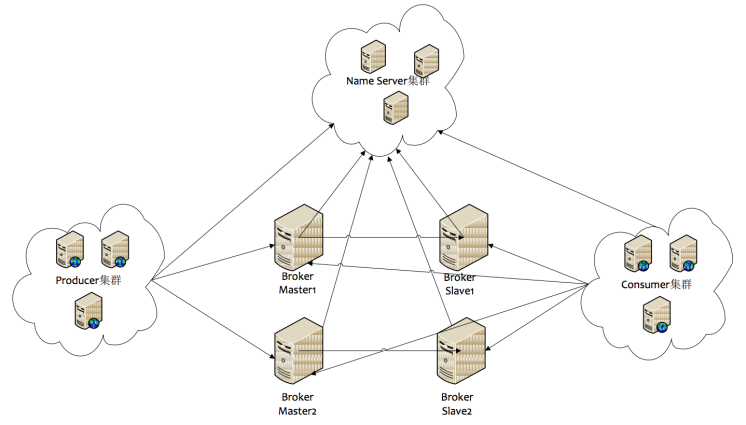 Name Server集群
Producer集群
Broker
Master1
Broker
Slave1
Consumer集群
Broker
Master2
Broker
Slave2